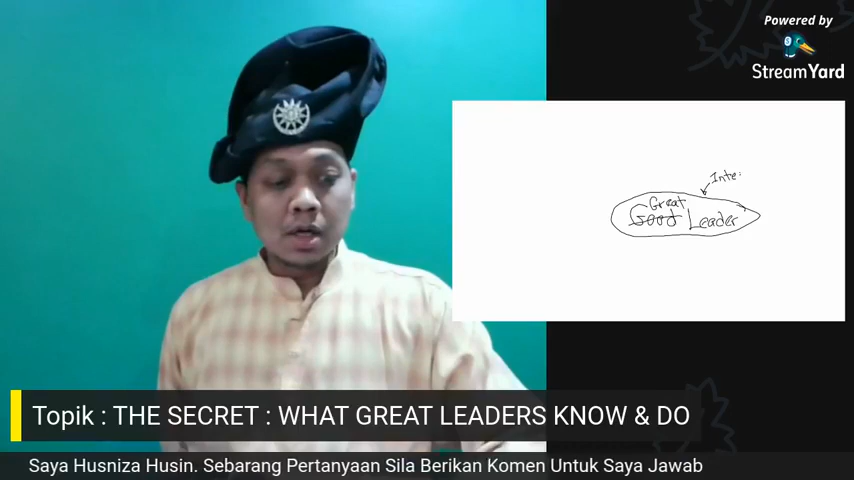 Powered by
StreamYard
Inte
Great
Good Leader
Topik : THE SECRET : WHAT GREAT LEADERS KNOW & DO
Saya Husniza Husin. Sebarang Pertanyaan Sila Berikan Komen Untuk Saya Jawab